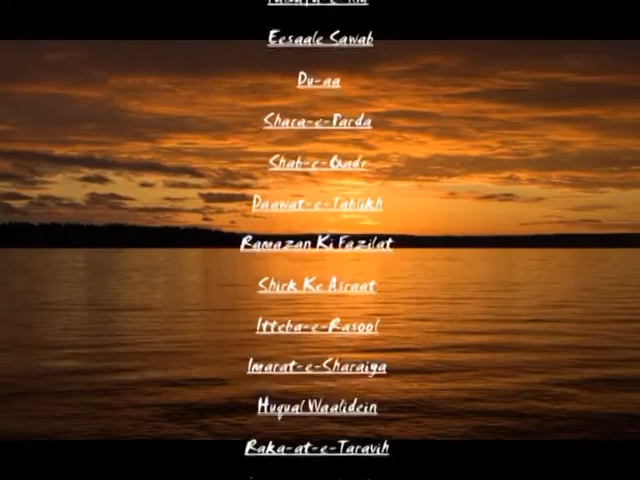 Eesaale Sawab
Du-aa
Shara-e-Parda
Shab-e-Qadr
Daawat-e-Tablikh
Ramazan Ki Fazilat
Shirk Ke Asraat
Itteba-e-Rasool
Imarat-e-Sharaiya
Huqual Waalidein
Raka-at-e-Taravih